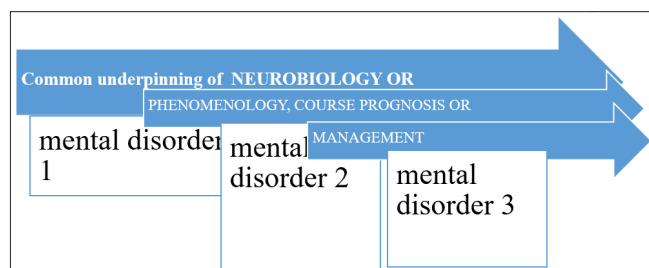 Common underpinning of NEUROBIOLOGY OR
PHENOMENOLOGY, COURSE PROGNOSIS OR
MANAGEMENT
mental disorder
1
mental
disorder 2
mental
disorder 3